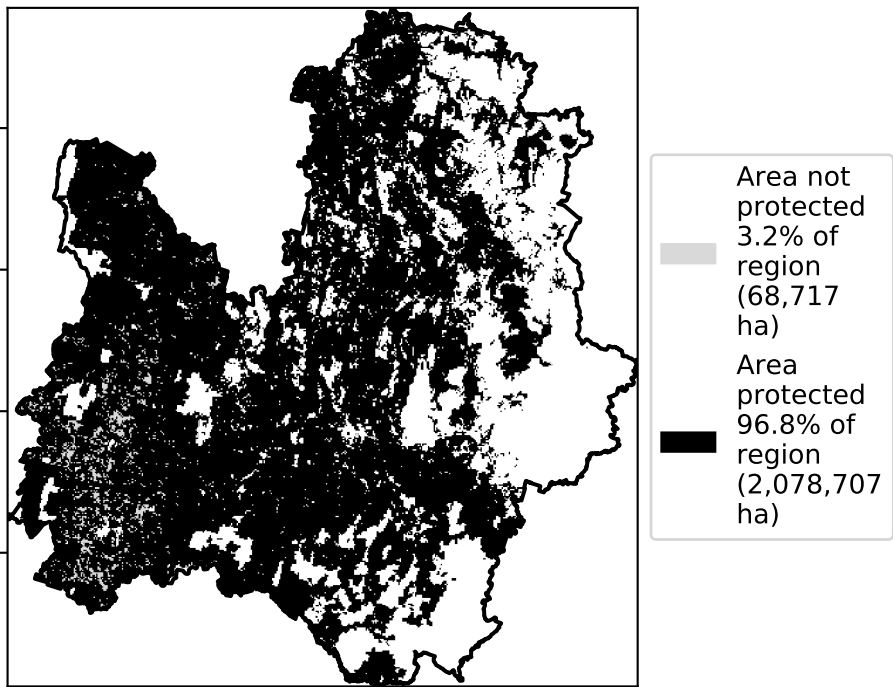 Area not
protected
3.2% of
region
(68,717
ha)
Area
protected
96.8% of
region
(2,078,707
ha)